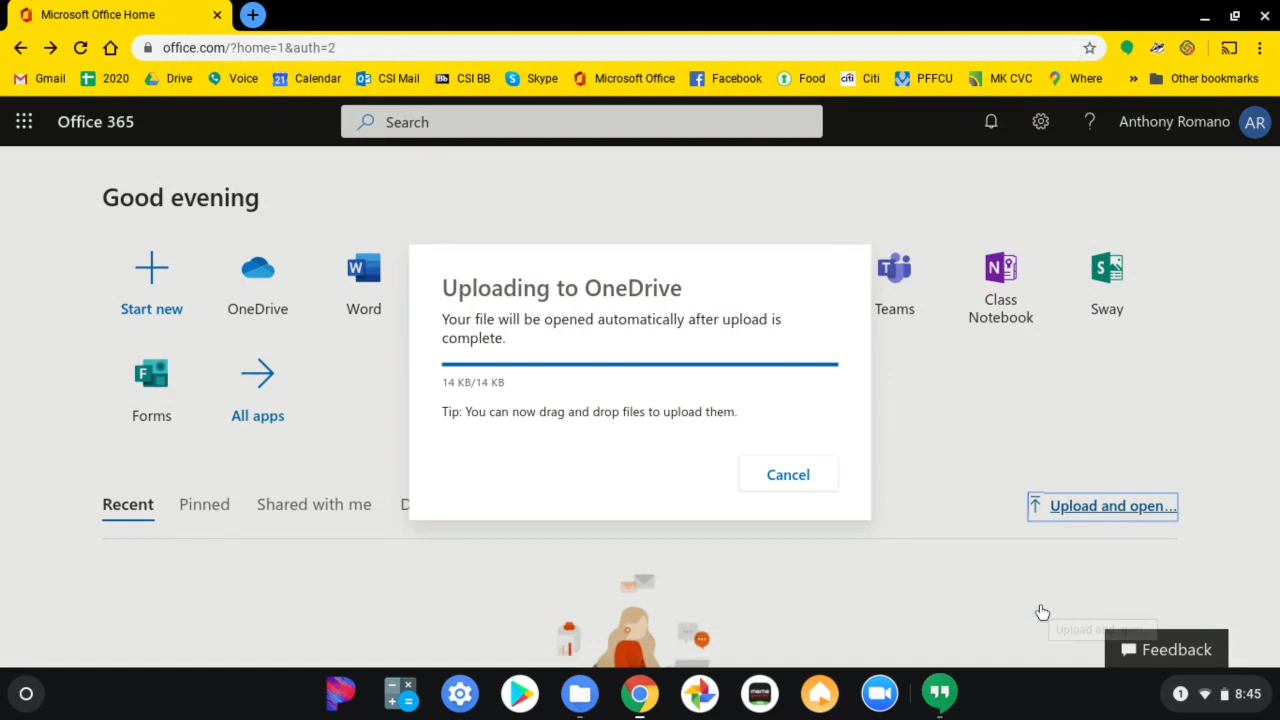 Microsoft Office Home
office.com/?home=1&auth=2
Gmail 2020 Drive Voice Calendar CSI Mail Bb CSI BB Skype Microsoft Office Facebook Food citi Citi PFFCU MK CVC Where » Other bookmarks
Office 365 Search ? Anthony Romano AR
Good evening
Start new OneDrive Word Teams Class Notebook Sway
Forms All apps
Uploading to OneDrive
Your file will be opened automatically after upload is
complete.
14 KB/14 KB
Tip: You can now drag and drop files to upload them.
Cancel
Recent Pinned Shared with me D Upload and open...
Feedback
1 8:45